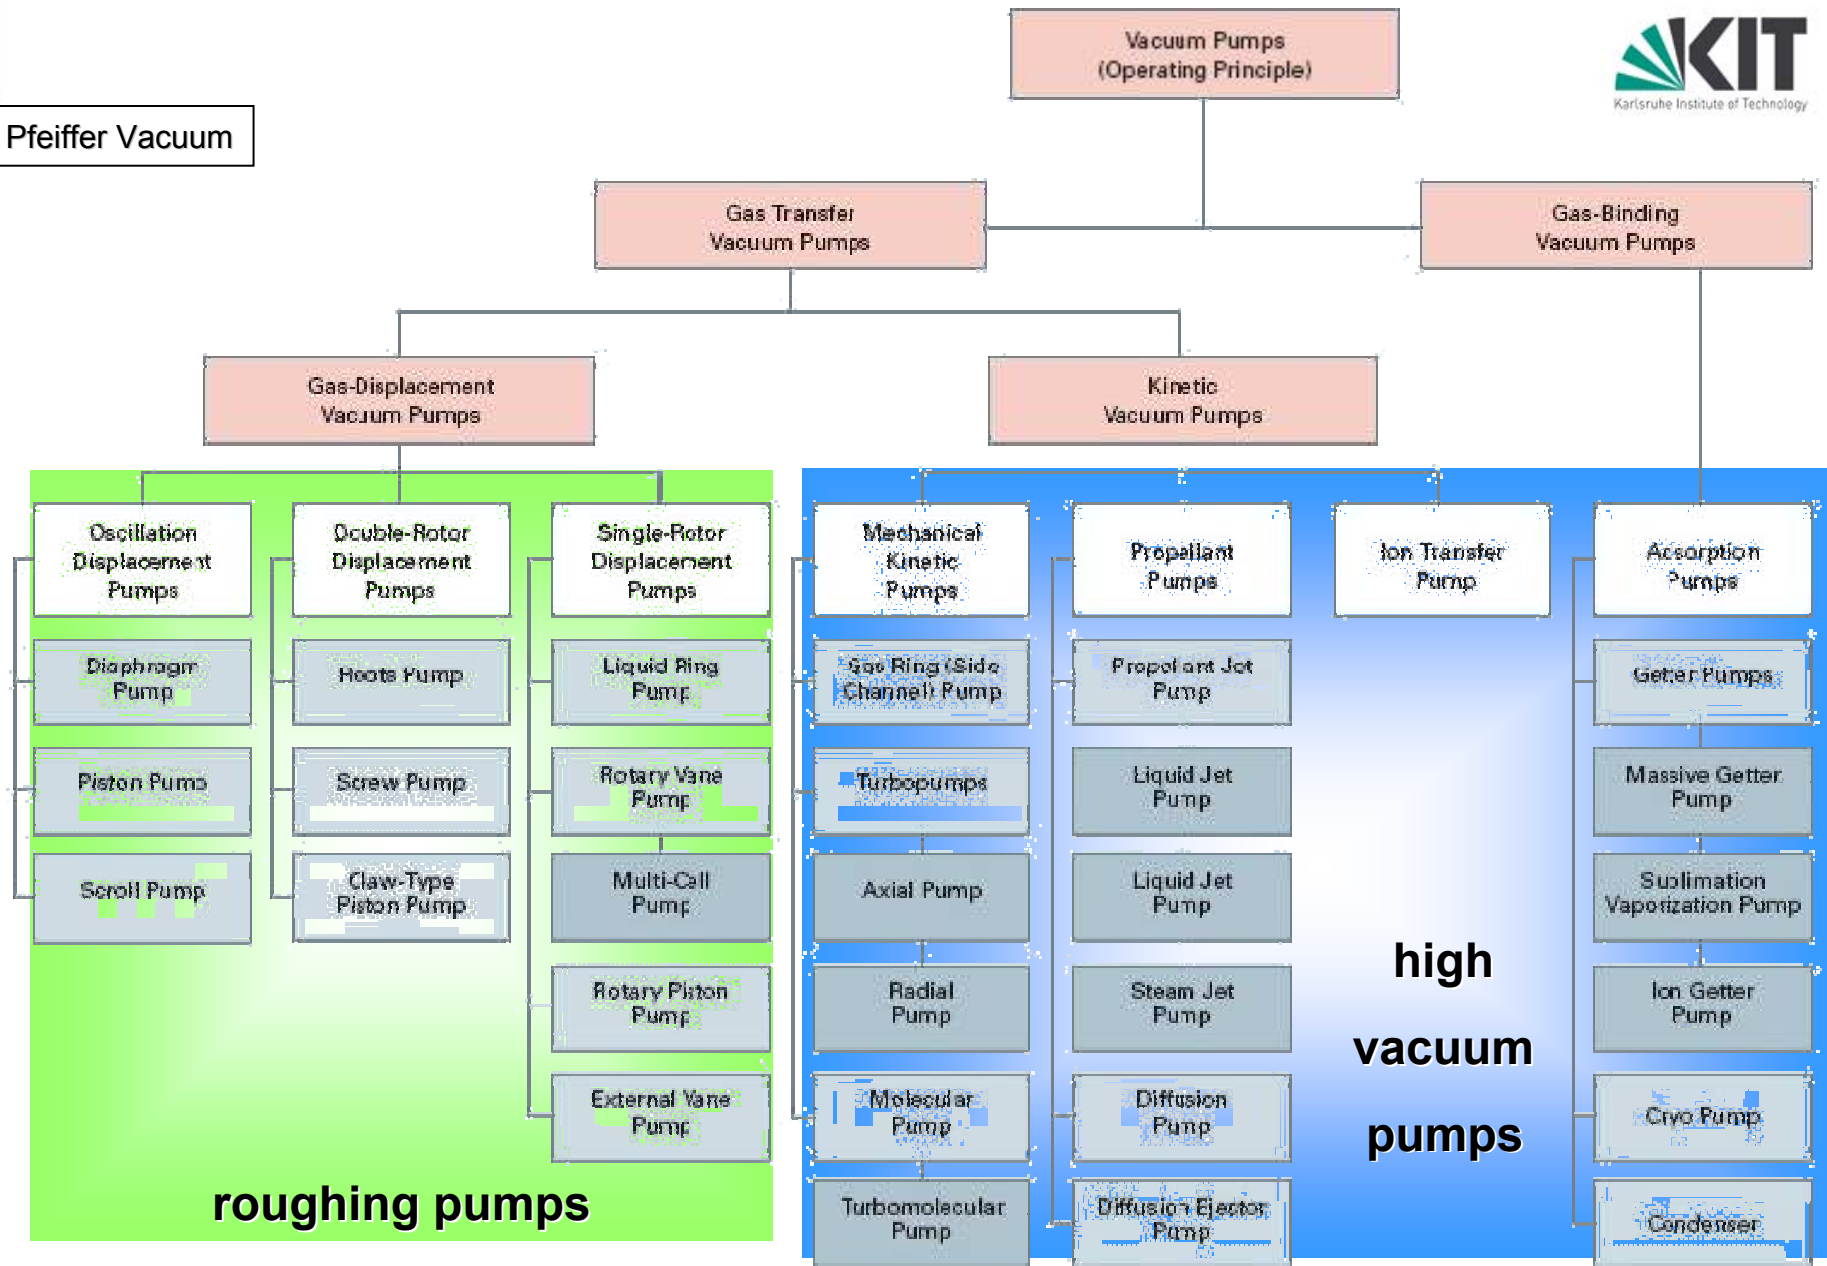 Vacuum Pumps
(Operating Principle)
KIT
Karlsruhe Institute of Technology
Pfeiffer Vacuum
Gas Transfer
Vacuum Pumps
Gas-Binding
Vacuum Pumps
Gas-Displacement
Vacuum Pumps
Kinetic
Vacuum Pumps
Oscillation
Displacement
Pumps
Double-Rotor
Displacement
Pumps
Single-Rotor
Displacement
Pumps
Mechanical
Kinetic
Pumps
Propellant
Pumps
Ion Transfer
Pump
Adsorption
Pumps
Diaphragm
Pump
Roots Pump
Liquid Ring
Pump
Gas Ring (Side
Channel) Pump
Propellant Jet
Pump
Getter Pumps
Piston Pump
Screw Pump
Rotary Vane
Pump
Turbopumps
Liquid Jet
Pump
Massive Getter
Pump
Scroll Pump
Claw-Type
Piston Pump
Multi-Cell
Pump
Axial Pump
Liquid Jet
Pump
Sublimation
Vaporization Pump
Rotary Piston
Pump
Radial
Pump
Steam Jet
Pump
Ion Getter
Pump
External Vane
Pump
Molecular
Pump
Diffusion
Pump
Cryo Pump
Turbomolecular
Pump
Diffusion Ejector
Pump
Condenser
roughing pumps
high
vacuum
pumps